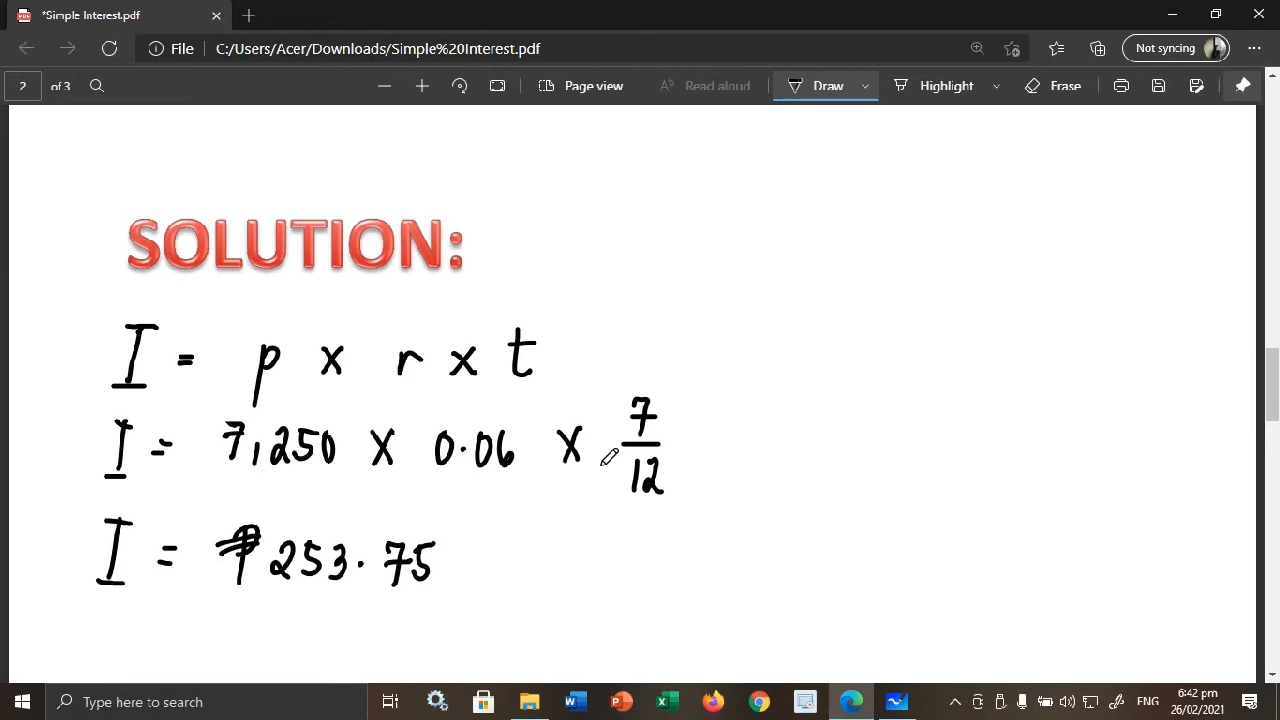 *Simple Interest.pdf
File C:/Users/Acer/Downloads/Simple%20Interest.pdf Not syncing
2 of 3 Page view Read aloud Draw Highlight Erase
SOLUTION:
I = p x r x t
I = 7,250 X 0.06 X 7/12
I = ₱253.75
Type here to search ENG 6:42 pm
26/02/2021